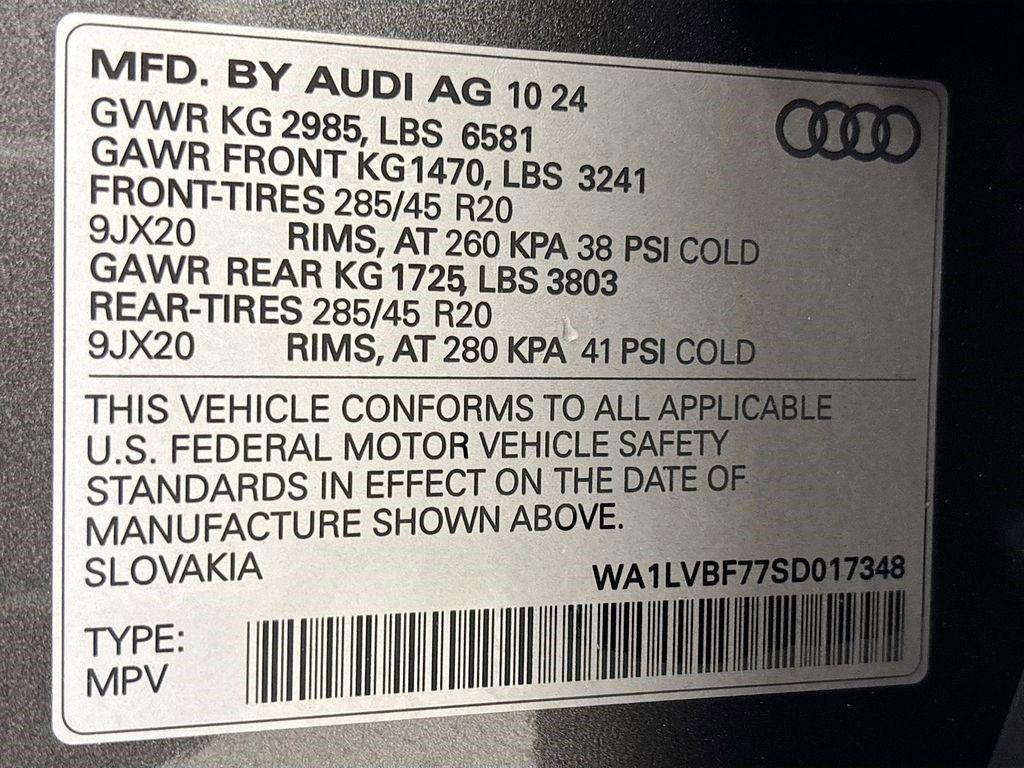 MFD. BY AUDI AG 10 24
GVWR KG 2985, LBS 6581
GAWR FRONT KG1470, LBS 3241
FRONT-TIRES 285/45 R20
9JX20 RIMS, AT 260 KPA 38 PSI COLD
GAWR REAR KG1725, LBS 3803
REAR-TIRES 285/45 R20
9JX20 RIMS, AT 280 KPA 41 PSI COLD
THIS VEHICLE CONFORMS TO ALL APPLICABLE
U.S. FEDERAL MOTOR VEHICLE SAFETY
STANDARDS IN EFFECT ON THE DATE OF
MANUFACTURE SHOWN ABOVE.
SLOVAKIA
WA1LVBF77SD017348
TYPE:
MPV